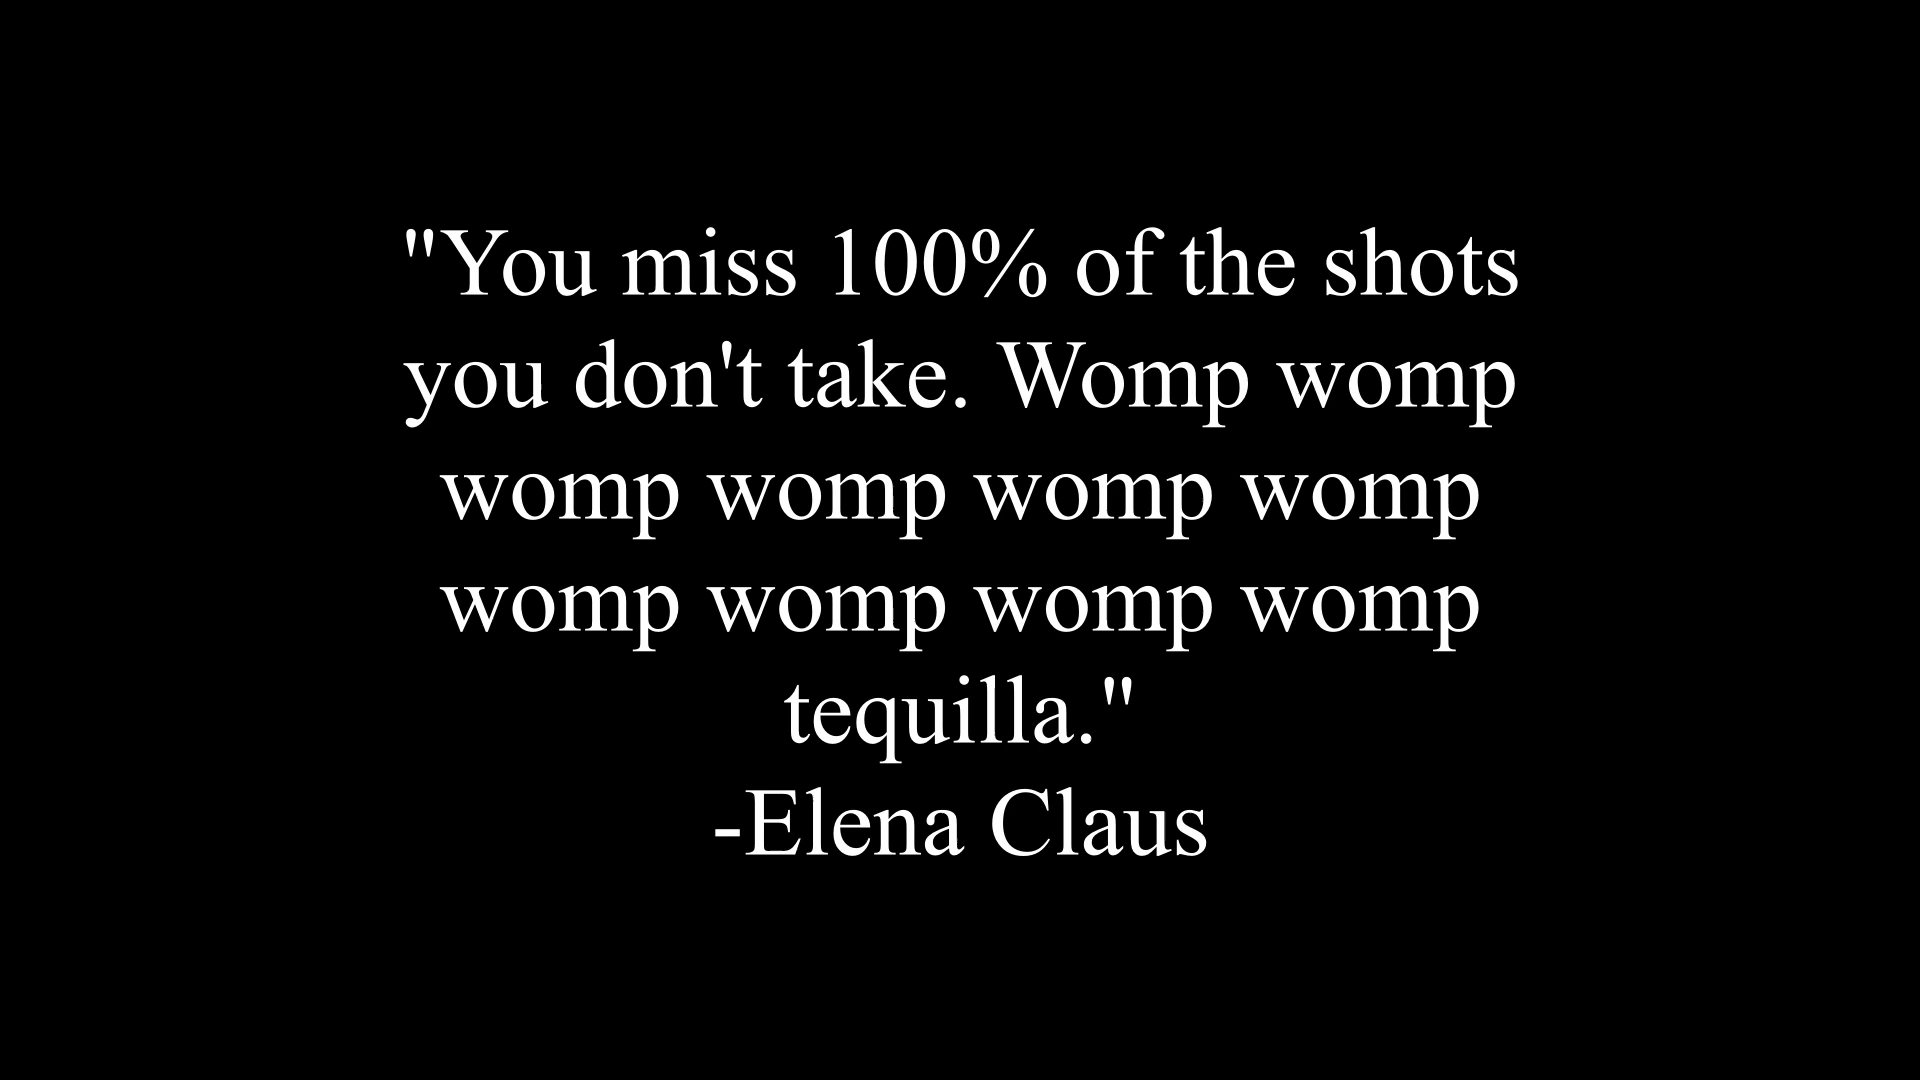 "You miss 100% of the shots
you don't take. Womp womp
womp womp womp womp
womp womp womp womp
tequilla."
-Elena Claus